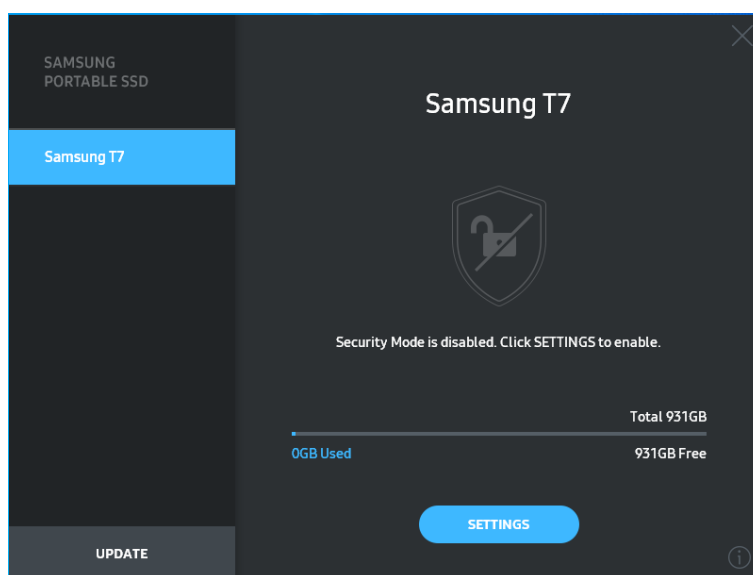 SAMSUNG
PORTABLE SSD
Samsung T7
UPDATE
Samsung T7
Security Mode is disabled. Click SETTINGS to enable.
Total 931GB
0GB Used
931GB Free
SETTINGS